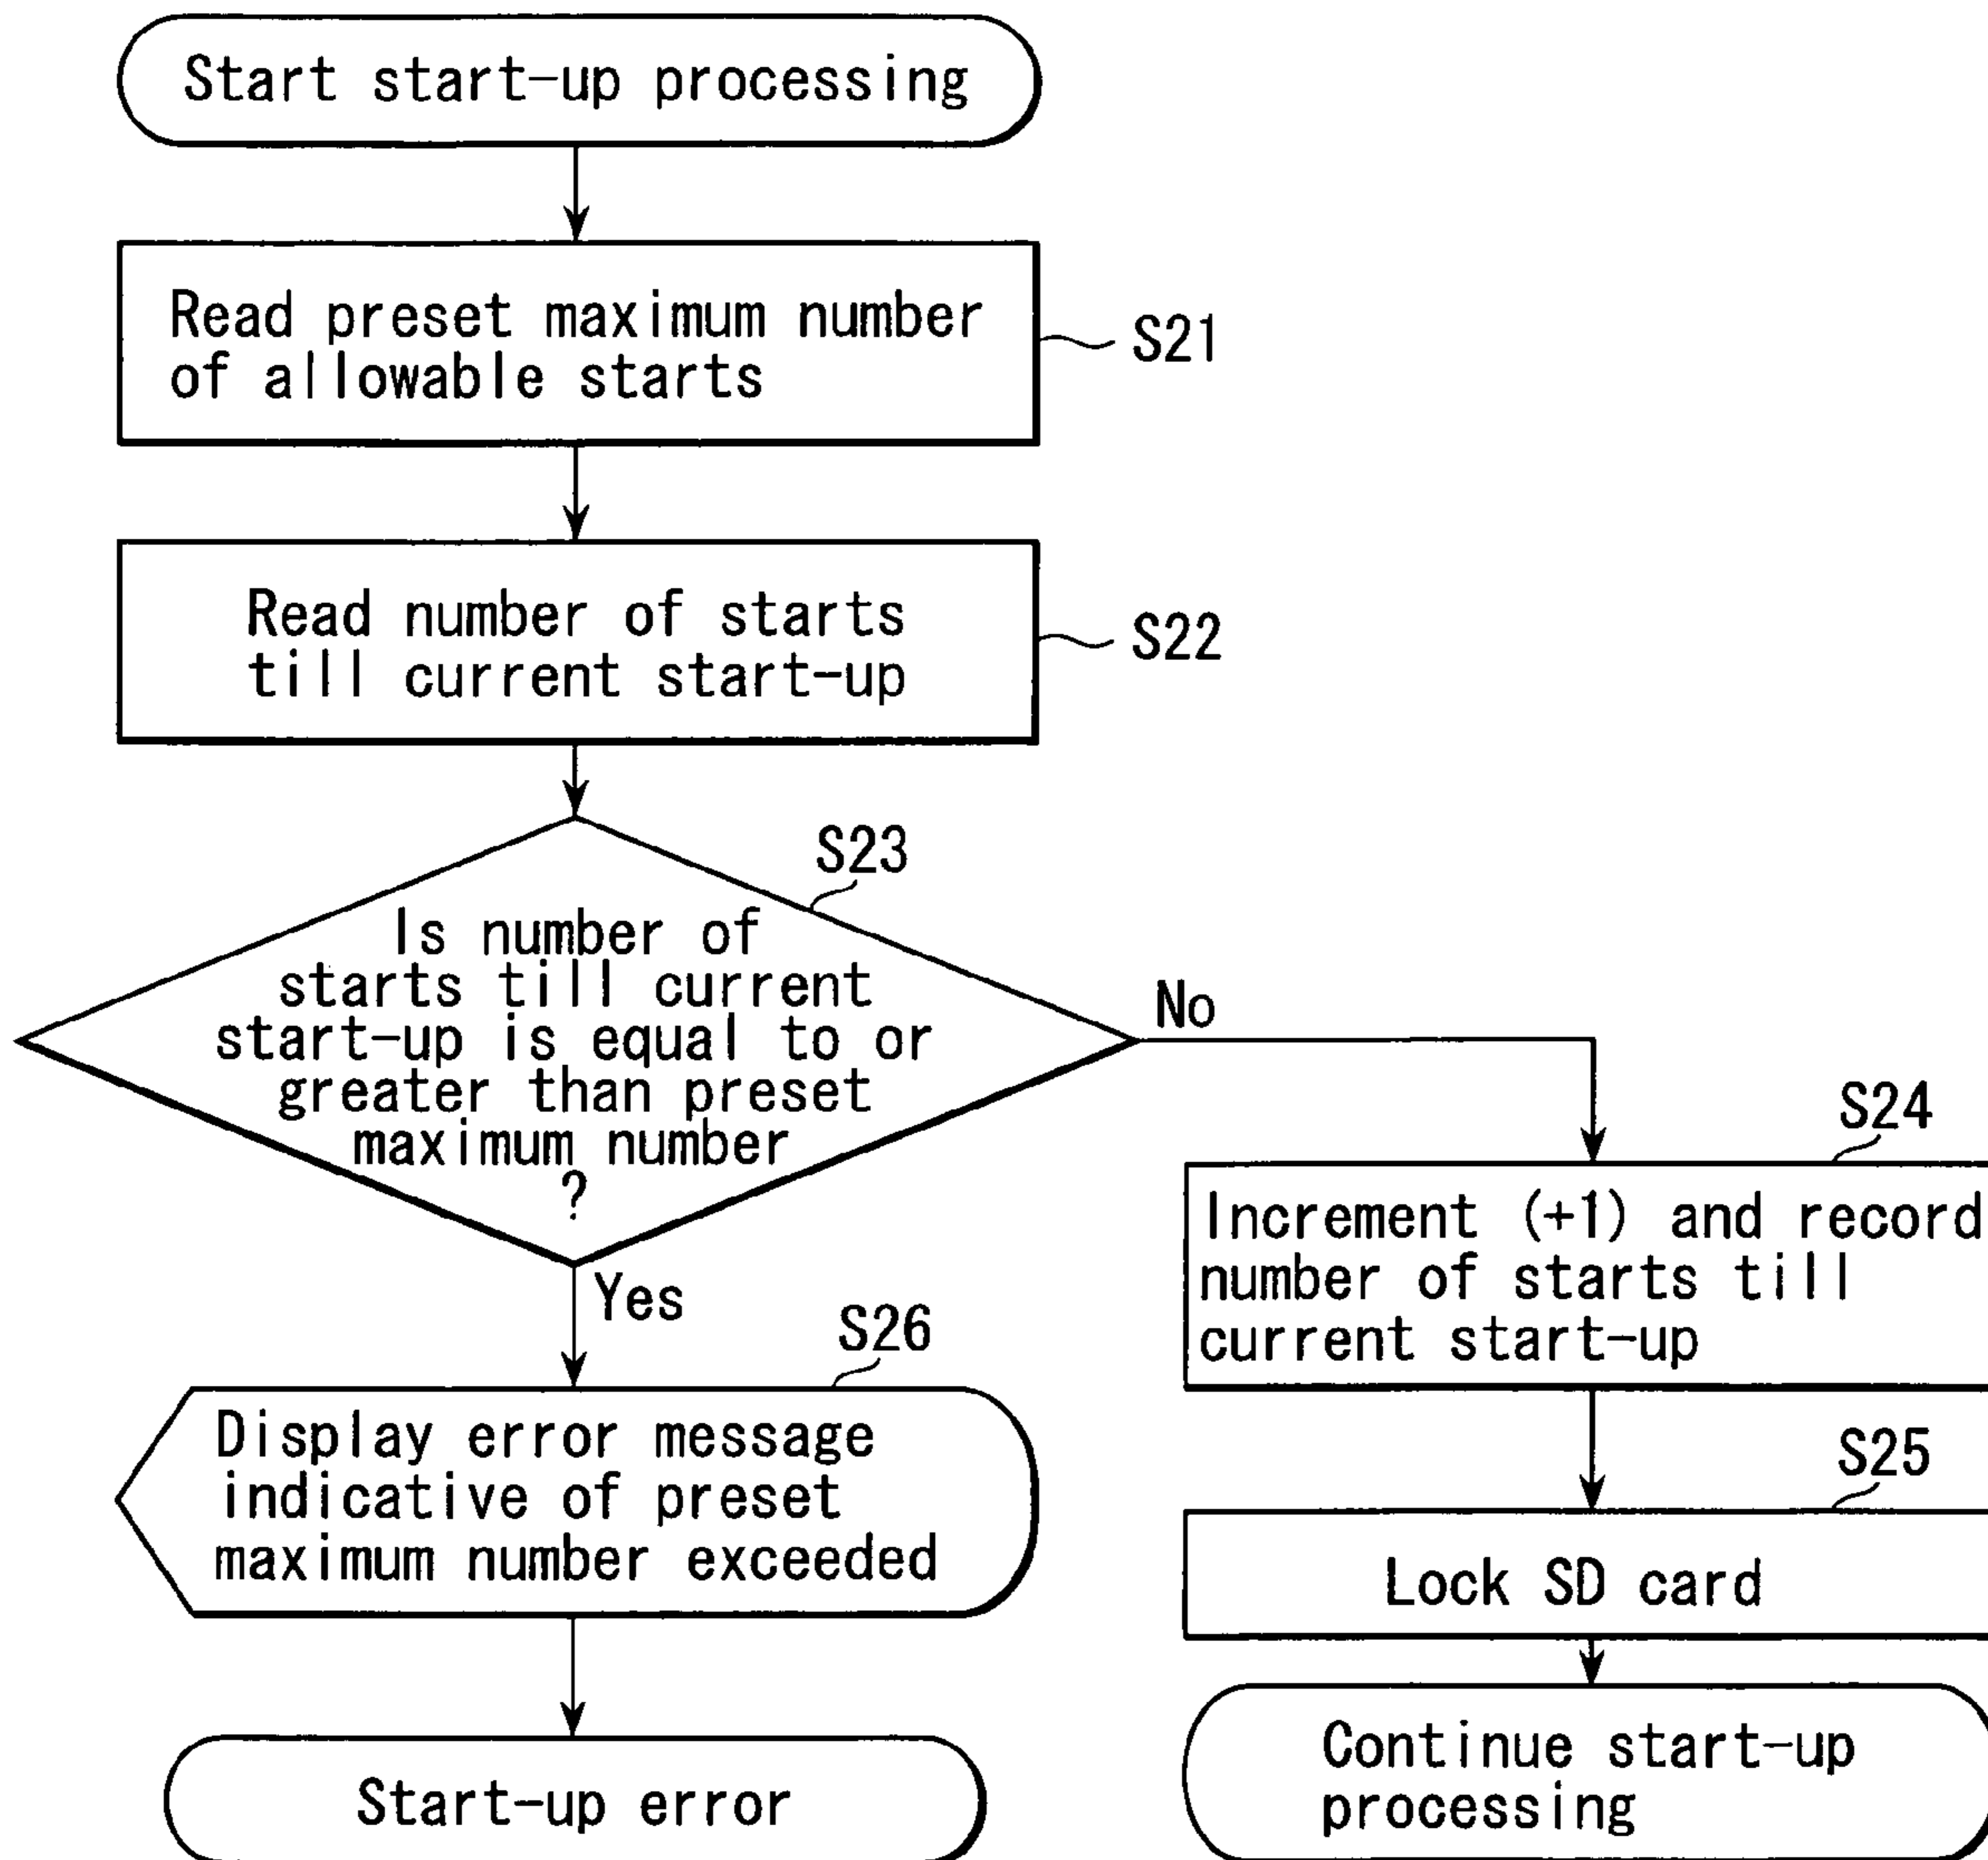 Start start-up processing
Read preset maximum number
of allowable starts
S21
Read number of starts
till current start-up
S22
S23
Is number of
starts till current
start-up is equal to or
greater than preset
maximum number
?
No
Yes
S24
Increment (+1) and record
number of starts till
current start-up
S25
Lock SD card
Continue start-up
processing
S26
Display error message
indicative of preset
maximum number exceeded
Start-up error